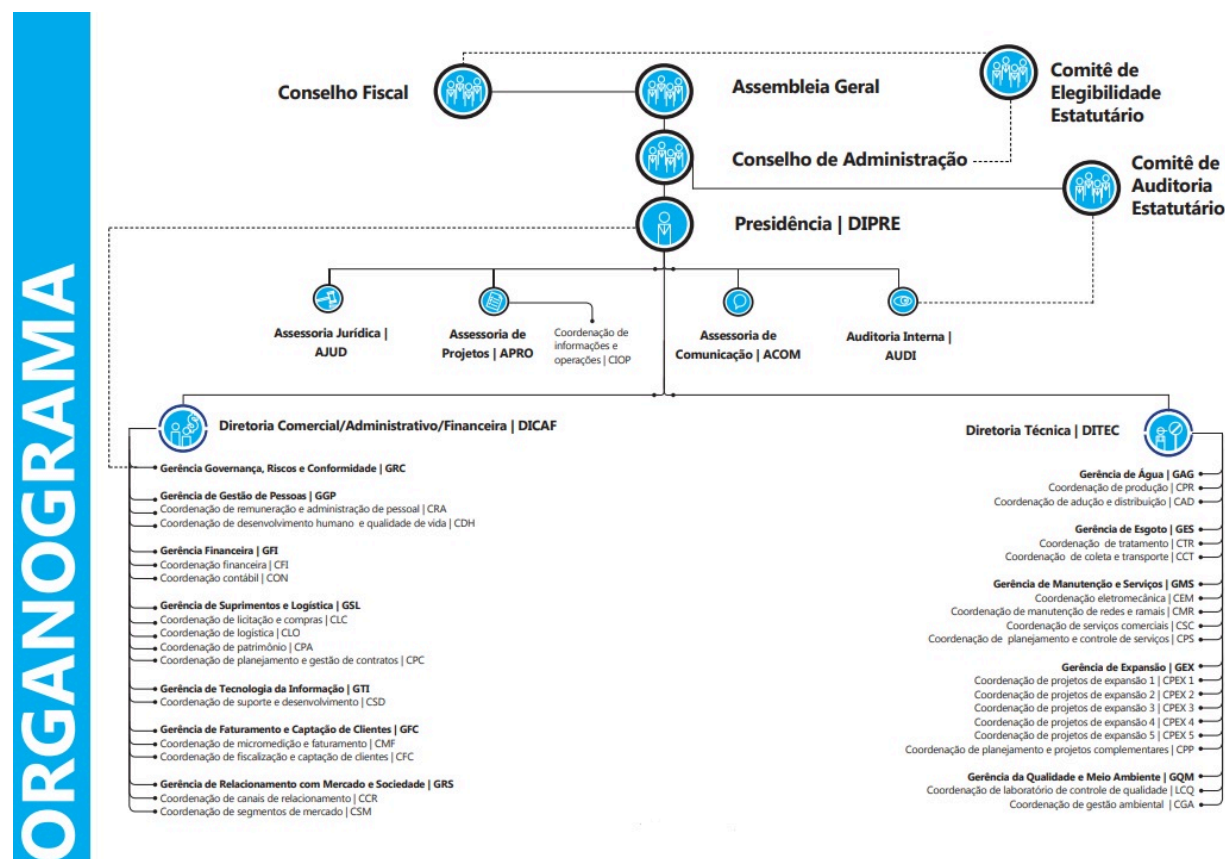 ORGANOGRAMA
Conselho Fiscal
Assembleia Geral
Comitê de
Elegibilidade
Estatutário
Conselho de Administração
Comitê de
Auditoria
Estatutário
Presidência | DIPRE
Assessoria Jurídica |
AJUD
Assessoria de
Projetos | APRO
Coordenação de
informações e
operações | CIOP
Assessoria de
Comunicação | ACOM
Auditoria Interna |
AUDI
Diretoria Comercial/Administrativo/Financeira | DICAF
Gerência Governança, Riscos e Conformidade | GRC
Gerência de Gestão de Pessoas | GGP
Coordenação de remuneração e administração de pessoal | CRA
Coordenação de desenvolvimento humano e qualidade de vida | CDH
Gerência Financeira | GFI
Coordenação financeira | CFI
Coordenação contábil | CON
Gerência de Suprimentos e Logística | GSL
Coordenação de licitação e compras | CLC
Coordenação de logística | CLO
Coordenação de patrimônio | CPA
Coordenação de planejamento e gestão de contratos | CPC
Gerência de Tecnologia da Informação | GTI
Coordenação de suporte e desenvolvimento | CSD
Gerência de Faturamento e Captação de Clientes | GFC
Coordenação de micromedição e faturamento | CMF
Coordenação de fiscalização e captação de clientes | CFC
Gerência de Relacionamento com Mercado e Sociedade | GRS
Coordenação de canais de relacionamento | CCR
Coordenação de segmentos de mercado | CSM
Diretoria Técnica | DITEC
Gerência de Água | GAG
Coordenação de produção | CPR
Coordenação de adução e distribuição | CAD
Gerência de Esgoto | GES
Coordenação de tratamento | CTR
Coordenação de coleta e transporte | CCT
Gerência de Manutenção e Serviços | GMS
Coordenação eletromecânica | CEM
Coordenação de manutenção de redes e ramais | CMR
Coordenação de serviços comerciais | CSC
Coordenação de planejamento e controle de serviços | CPS
Gerência de Expansão | GEX
Coordenação de projetos de expansão 1 | CPEX 1
Coordenação de projetos de expansão 2 | CPEX 2
Coordenação de projetos de expansão 3 | CPEX 3
Coordenação de projetos de expansão 4 | CPEX 4
Coordenação de projetos de expansão 5 | CPEX 5
Coordenação de planejamento e projetos complementares | CPP
Gerência da Qualidade e Meio Ambiente | GQM
Coordenação de laboratório de controle de qualidade | LCQ
Coordenação de gestão ambiental | CGA